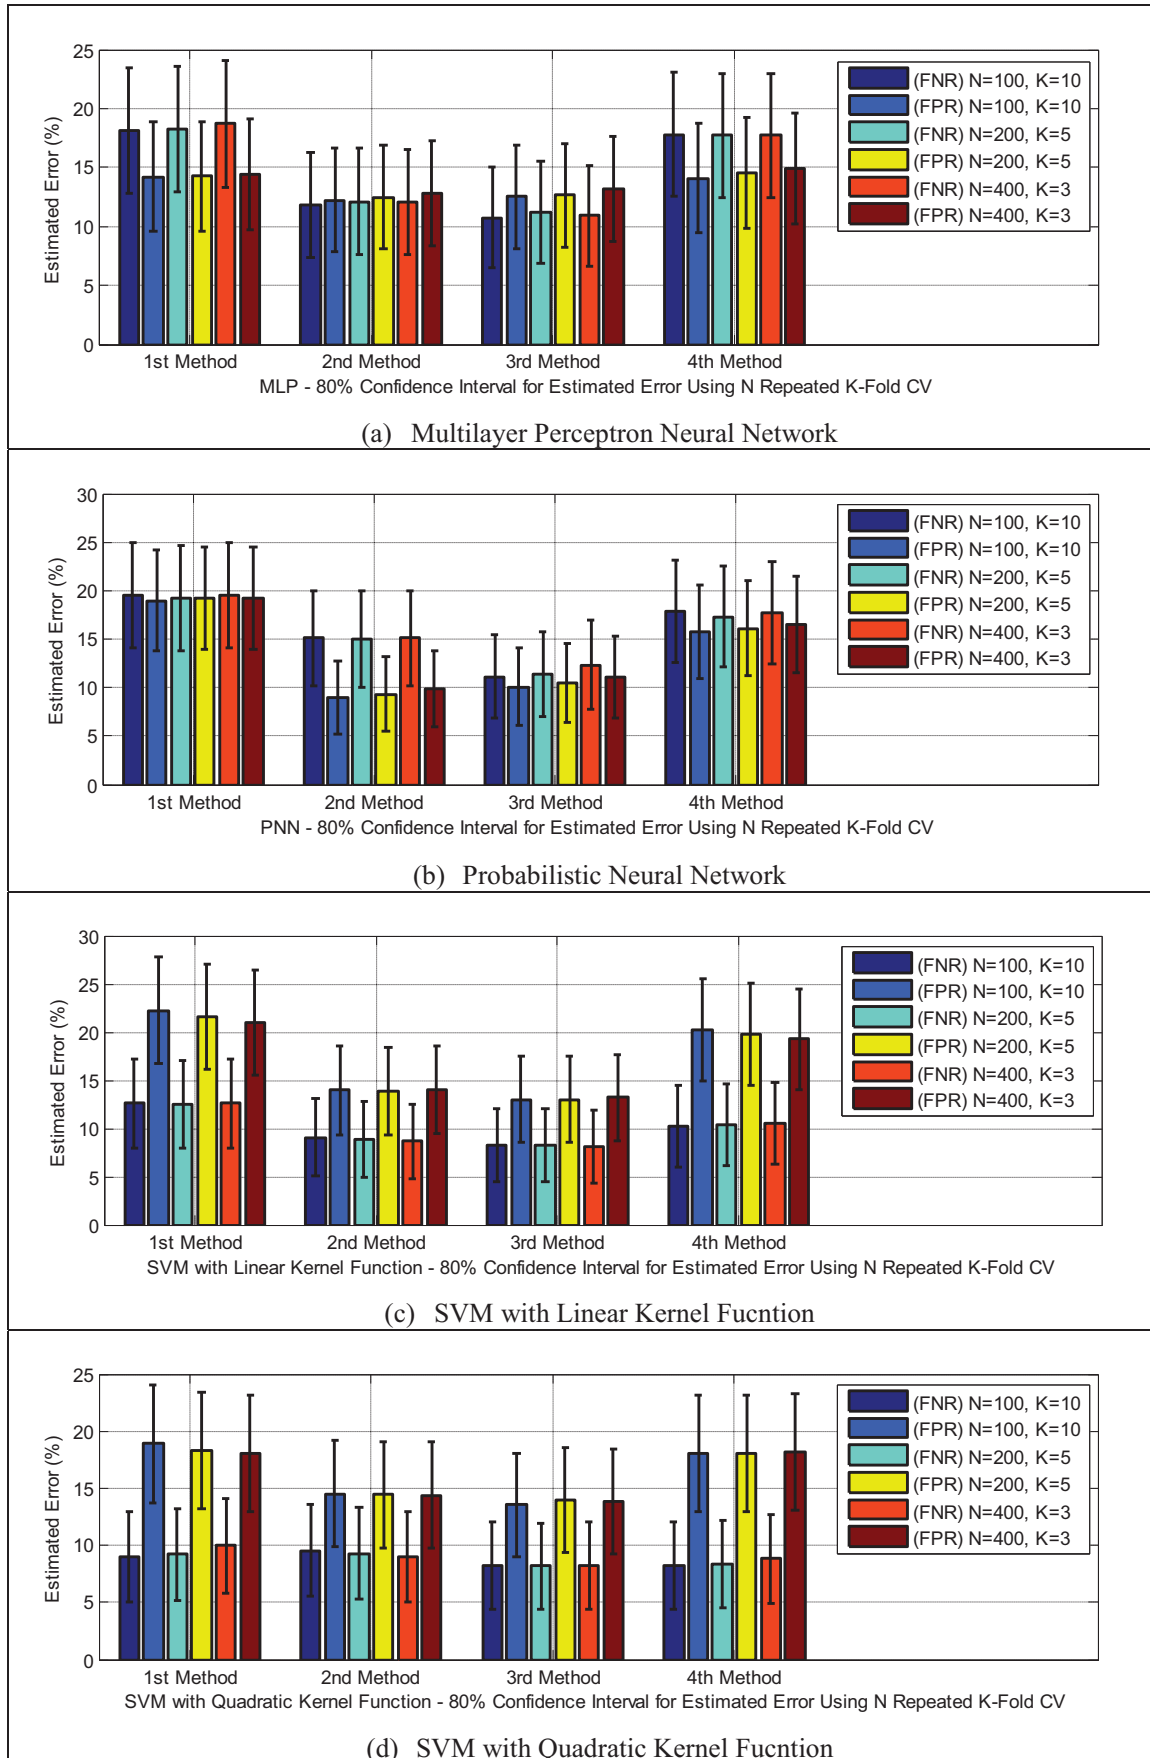 25
20
15
10
5
0
Estimated Error (%)
(FNR) N=100, K=10
(FPR) N=100, K=10
(FNR) N=200, K=5
(FPR) N=200, K=5
(FNR) N=400, K=3
(FPR) N=400, K=3
1st Method 2nd Method 3rd Method 4th Method
MLP - 80% Confidence Interval for Estimated Error Using N Repeated K-Fold CV
(a) Multilayer Perceptron Neural Network
30
25
20
15
10
5
0
Estimated Error (%)
(FNR) N=100, K=10
(FPR) N=100, K=10
(FNR) N=200, K=5
(FPR) N=200, K=5
(FNR) N=400, K=3
(FPR) N=400, K=3
1st Method 2nd Method 3rd Method 4th Method
PNN - 80% Confidence Interval for Estimated Error Using N Repeated K-Fold CV
(b) Probabilistic Neural Network
30
25
20
15
10
5
0
Estimated Error (%)
(FNR) N=100, K=10
(FPR) N=100, K=10
(FNR) N=200, K=5
(FPR) N=200, K=5
(FNR) N=400, K=3
(FPR) N=400, K=3
1st Method 2nd Method 3rd Method 4th Method
SVM with Linear Kernel Function - 80% Confidence Interval for Estimated Error Using N Repeated K-Fold CV
(c) SVM with Linear Kernel Fucntion
25
20
15
10
5
0
Estimated Error (%)
(FNR) N=100, K=10
(FPR) N=100, K=10
(FNR) N=200, K=5
(FPR) N=200, K=5
(FNR) N=400, K=3
(FPR) N=400, K=3
1st Method 2nd Method 3rd Method 4th Method
SVM with Quadratic Kernel Function - 80% Confidence Interval for Estimated Error Using N Repeated K-Fold CV
(d) SVM with Quadratic Kernel Fucntion